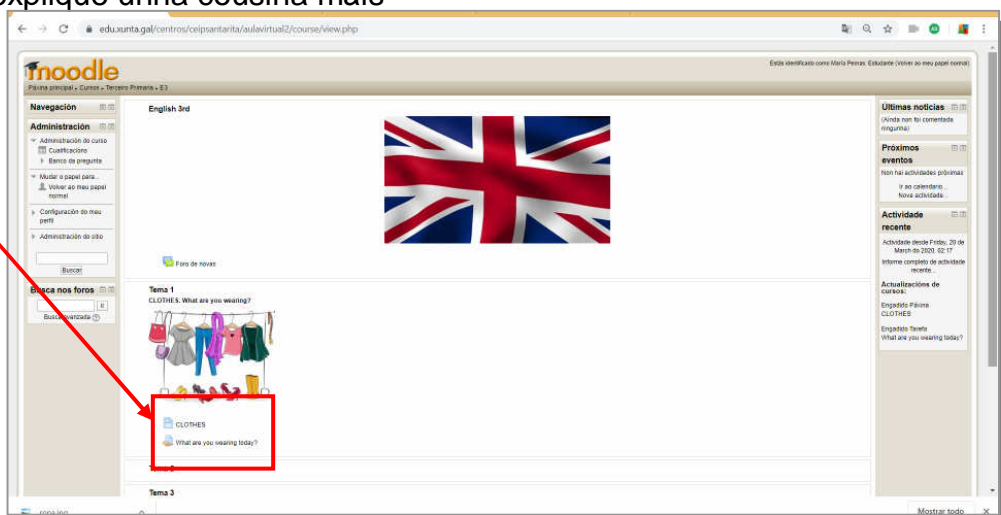 explique unha cousiña máis
edu.xunta.gal/centros/ceipsantarita/aulavirtual2/course/view.php
moodle
Estás identificado como María Pernas: Estudante (Volver ao meu papel normal)
Páxina principal ▸ Cursos ▸ Terceiro Primaria ▸ E3
Navegación
Administración
Administración do curso
Cualificacións
Banco de pregunta
Mudar o papel para...
Volver ao meu papel
normal
Configuración do meu
perfil
Administración do sitio
Buscar
Busca nos foros
Ir
Busca avanzada
English 3rd
Foro de novas
Tema 1
CLOTHES. What are you wearing?
CLOTHES
What are you wearing today?
Tema 3
Últimas noticias
(Aínda non foi comentada
ningunha)
Próximos
eventos
Non hai actividades próximas
Ir ao calendario...
Nova actividade...
Actividade
recente
Actividade desde Friday, 20 de
March do 2020, 02:17
Informe completo de actividade
recente...
Actualizacións de
cursos:
Engadido Páxina
CLOTHES
Engadido Tarefa
What are you wearing today?
Mostrar todo